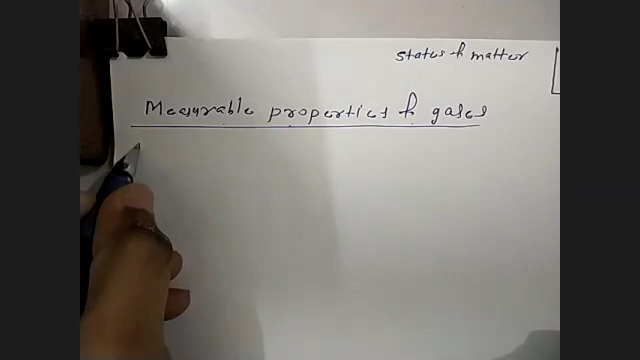 states of matter
Measurable properties of gases